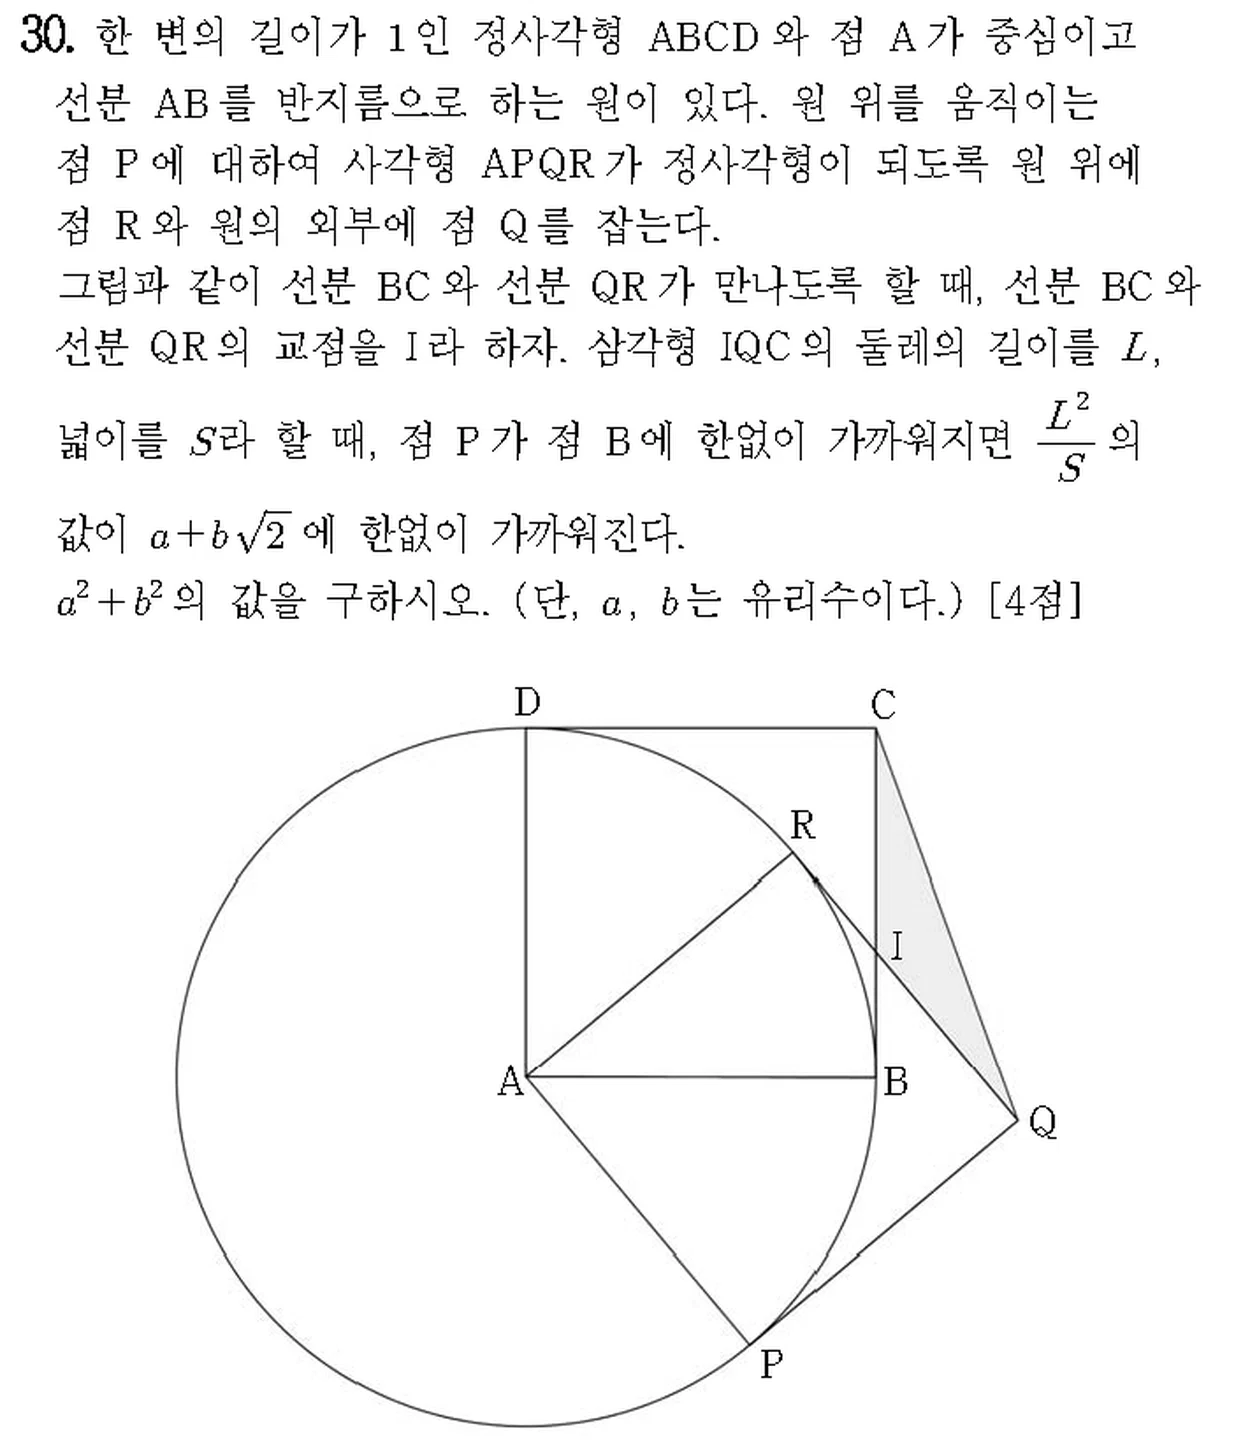 30. 한 변의 길이가 1인 정사각형 ABCD와 점 A가 중심이고
선분 AB를 반지름으로 하는 원이 있다. 원 위를 움직이는
점 P에 대하여 사각형 APQR가 정사각형이 되도록 원 위에
점 R와 원의 외부에 점 Q를 잡는다.
그림과 같이 선분 BC와 선분 QR가 만나도록 할 때, 선분 BC와
선분 QR의 교점을 I라 하자. 삼각형 IQC의 둘레의 길이를 L,
넓이를 S라 할 때, 점 P가 점 B에 한없이 가까워지면 L²/S의
값이 a+b√2에 한없이 가까워진다.
a²+b²의 값을 구하시오. (단, a, b는 유리수이다.) [4점]
D
C
R
I
A
B
Q
P